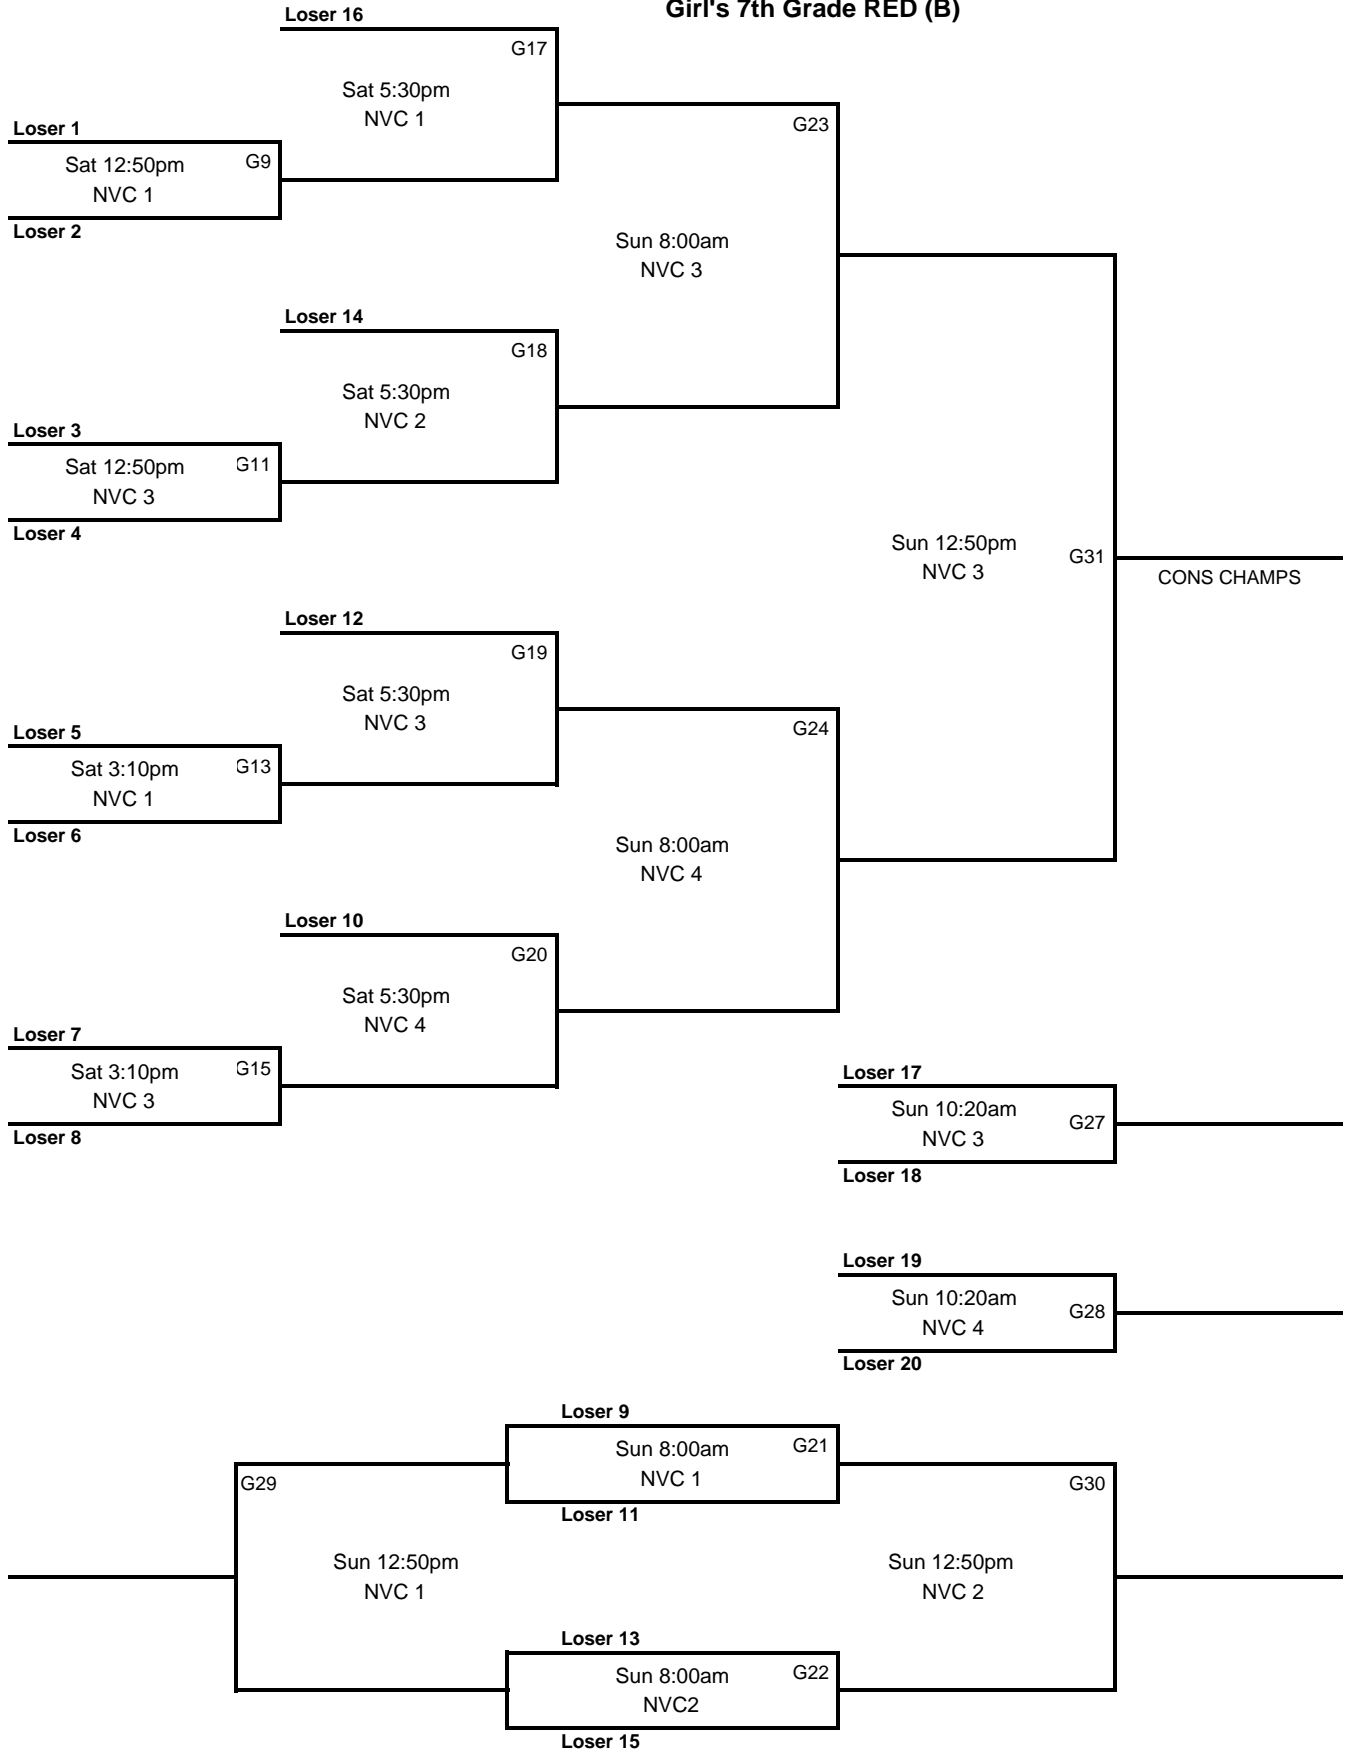 Girl's 7th Grade RED (B)
Loser 16
G17
Sat 5:30pm
NVC 1
Loser 1
Sat 12:50pm
G9
NVC 1
Loser 2
G23
Sun 8:00am
NVC 3
Loser 14
G18
Sat 5:30pm
NVC 2
Loser 3
Sat 12:50pm
G11
NVC 3
Loser 4
Sun 12:50pm
NVC 3
G31
CONS CHAMPS
Loser 12
G19
Sat 5:30pm
NVC 3
Loser 5
Sat 3:10pm
G13
NVC 1
Loser 6
G24
Sun 8:00am
NVC 4
Loser 10
G20
Sat 5:30pm
NVC 4
Loser 7
Sat 3:10pm
G15
NVC 3
Loser 8
Loser 17
Sun 10:20am
NVC 3
G27
Loser 18
Loser 19
Sun 10:20am
NVC 4
G28
Loser 20
Loser 9
Sun 8:00am
G21
NVC 1
Loser 11
G29
Sun 12:50pm
NVC 1
G30
Sun 12:50pm
NVC 2
Loser 13
Sun 8:00am
G22
NVC2
Loser 15